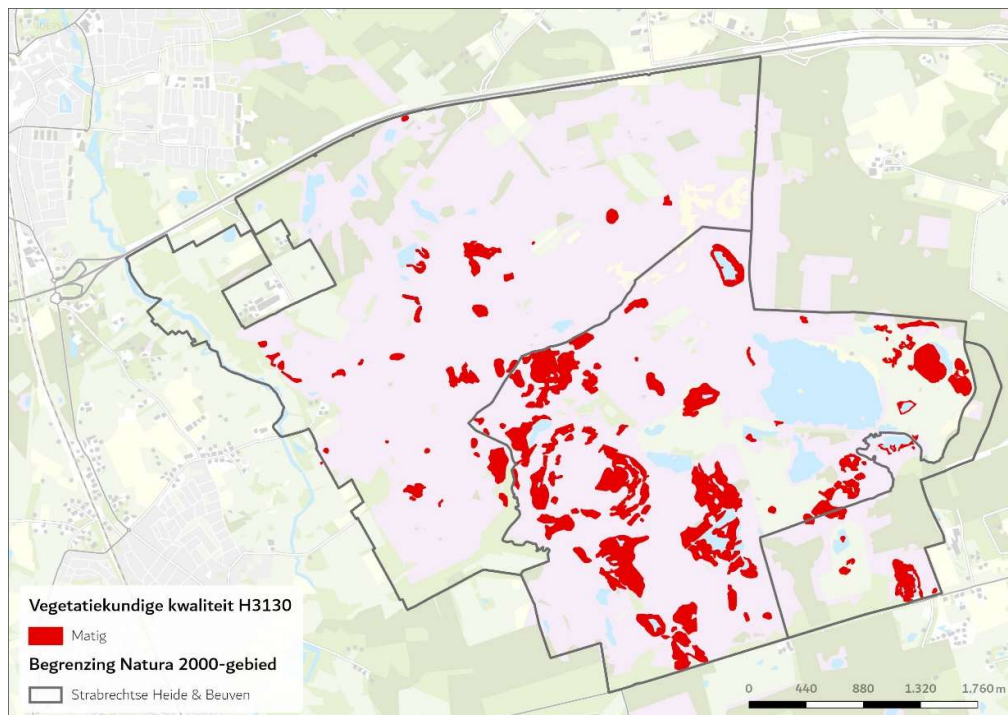 Vegetatiekundige kwaliteit H3130
Matig
Begrenzing Natura 2000-gebied
Strabrechtse Heide & Beuven
0 440 880 1.320 1.760 m